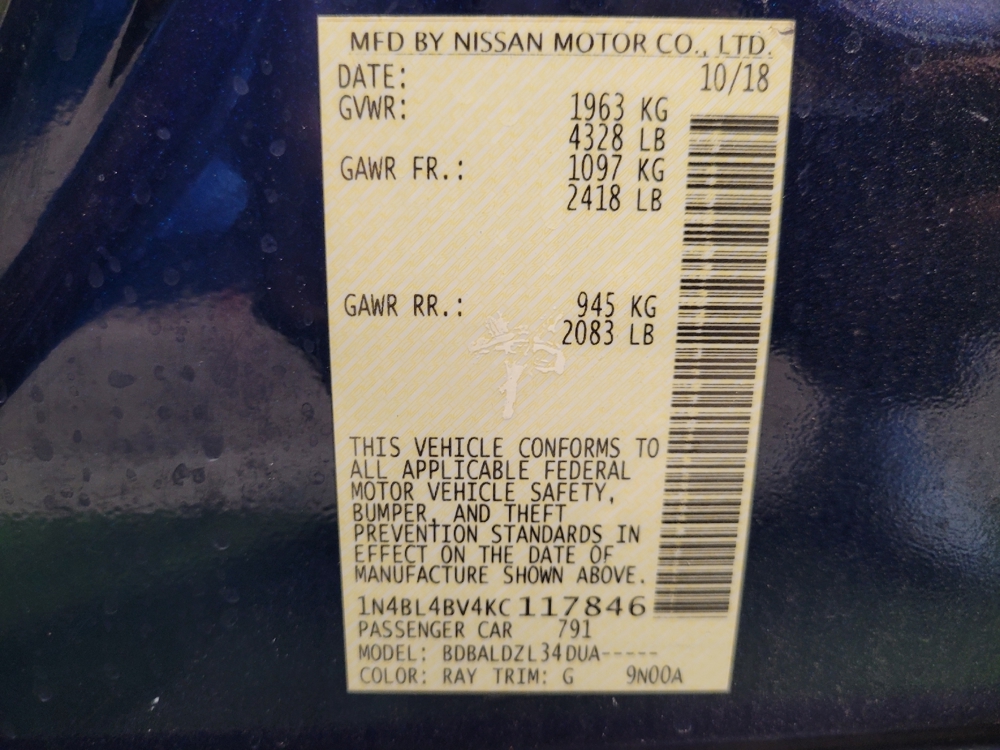 MFD BY NISSAN MOTOR CO., LTD.
DATE: 10/18
GVWR: 1963 KG
4328 LB
GAWR FR.: 1097 KG
2418 LB
GAWR RR.: 945 KG
2083 LB
THIS VEHICLE CONFORMS TO
ALL APPLICABLE FEDERAL
MOTOR VEHICLE SAFETY,
BUMPER, AND THEFT
PREVENTION STANDARDS IN
EFFECT ON THE DATE OF
MANUFACTURE SHOWN ABOVE.
1N4BL4BV4KC117846
PASSENGER CAR 791
MODEL: BDBALDZL34DUA-----
COLOR: RAY TRIM: G 9N00A